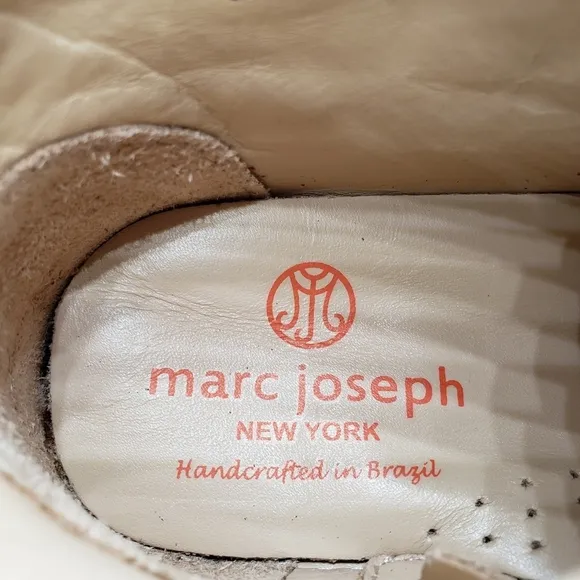 marc joseph
NEW YORK
Handcrafted in Brazil